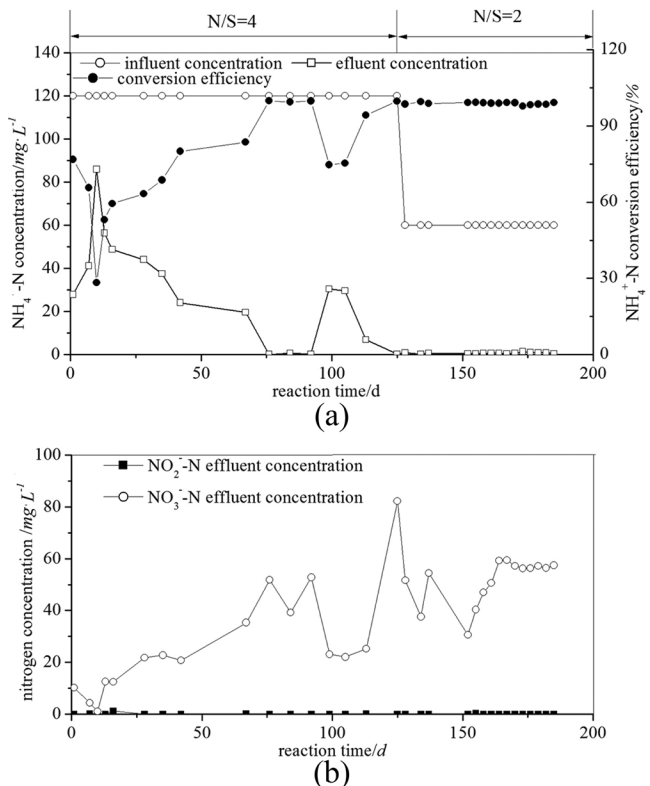 N/S=4 N/S=2
140 120
influent concentration efluent concentration
conversion efficiency
120
100 90
80
60 60
40 30
20
0 0
NH4-N concentration/mg·L-1
NH4+-N conversion efficiency/%
0 50 100 150 200
reaction time/d
(a)
100
NO2--N effluent concentration
80
NO3--N effluent concentration
60
40
20
0
nitrogen concentration /mg·L-1
0 50 100 150 200
reaction time/d
(b)